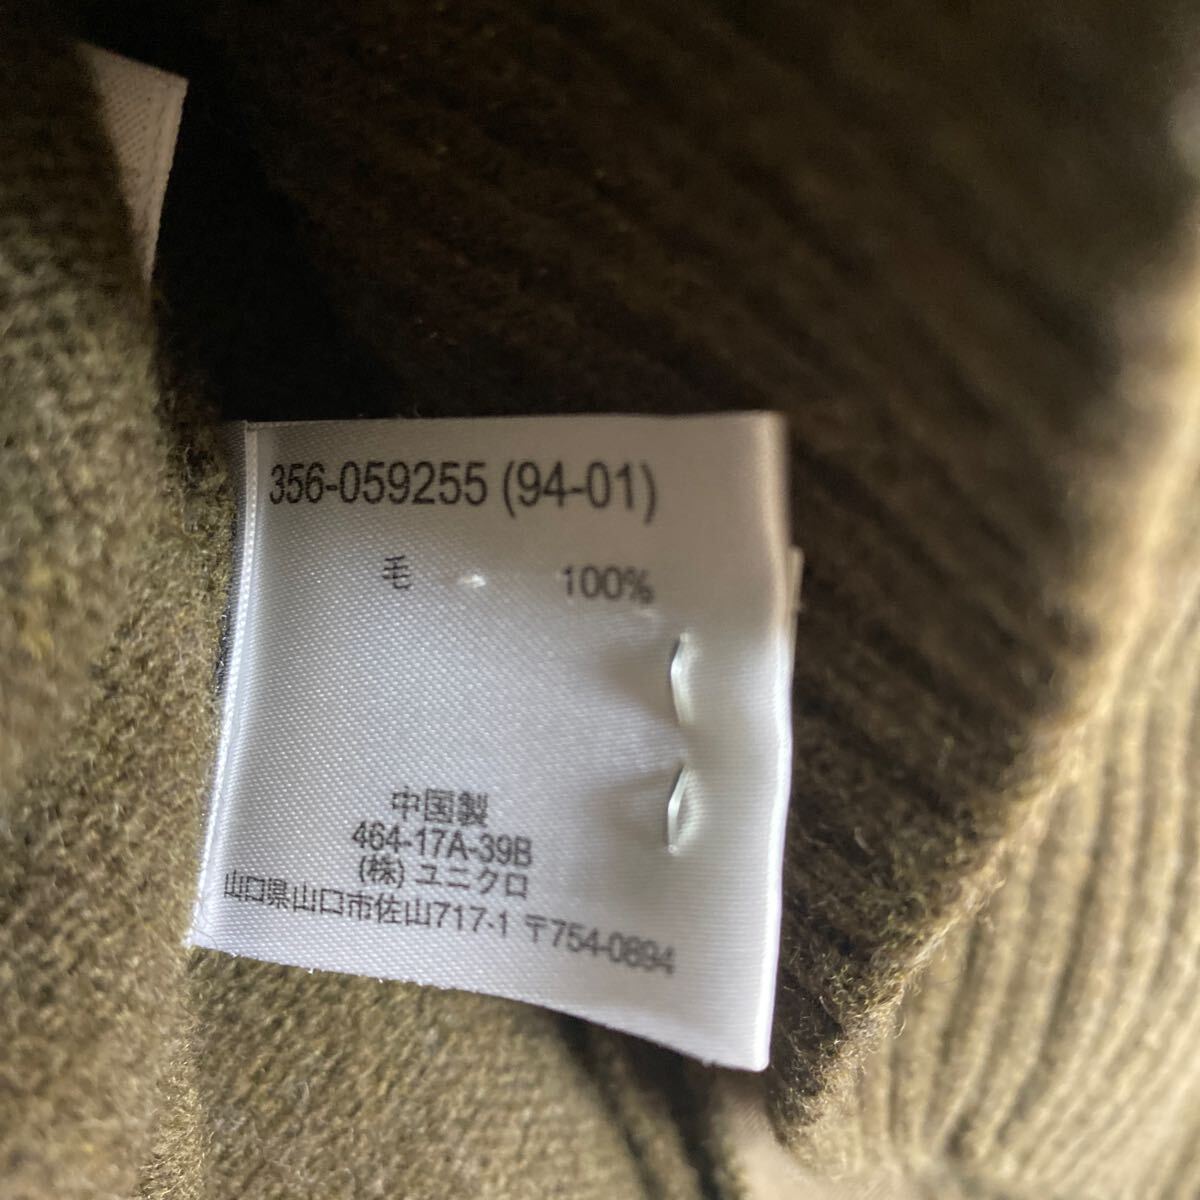 356-059255 (94-01)
毛 100%
中国製
464-17A-39B
(株) ユニクロ
山口県山口市佐山717-1 〒754-0894